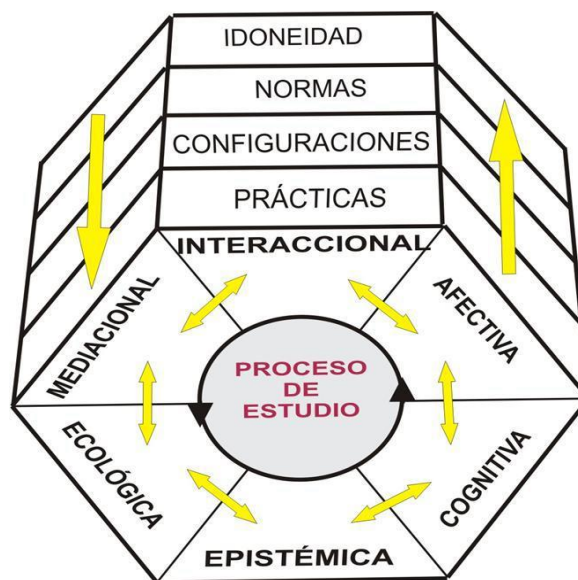 IDONEIDAD
NORMAS
CONFIGURACIONES
PRÁCTICAS
INTERACCIONAL
MEDIACIONAL
AFECTIVA
PROCESO
DE
ESTUDIO
ECOLÓGICA
COGNITIVA
EPISTÉMICA